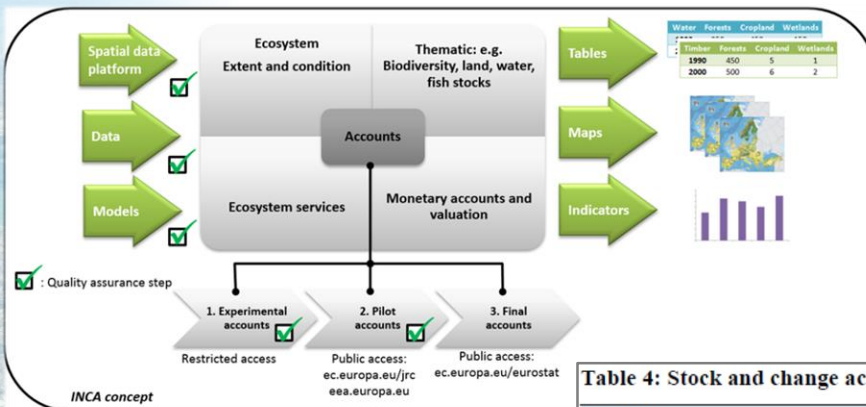 Spatial data
platform
Data
Models
Ecosystem
Extent and condition
Thematic: e.g.
Biodiversity, land, water,
fish stocks
Accounts
Ecosystem services
Monetary accounts and
valuation
Tables
Maps
Indicators
Water Forests Cropland Wetlands
Timber Forests Cropland Wetlands
1990 450 5 1
2000 500 6 2
: Quality assurance step
1. Experimental
accounts
2. Pilot
accounts
3. Final
accounts
Restricted access
Public access:
ec.europa.eu/jrc
eea.europa.eu
Public access:
ec.europa.eu/eurostat
INCA concept
Table 4: Stock and change ac